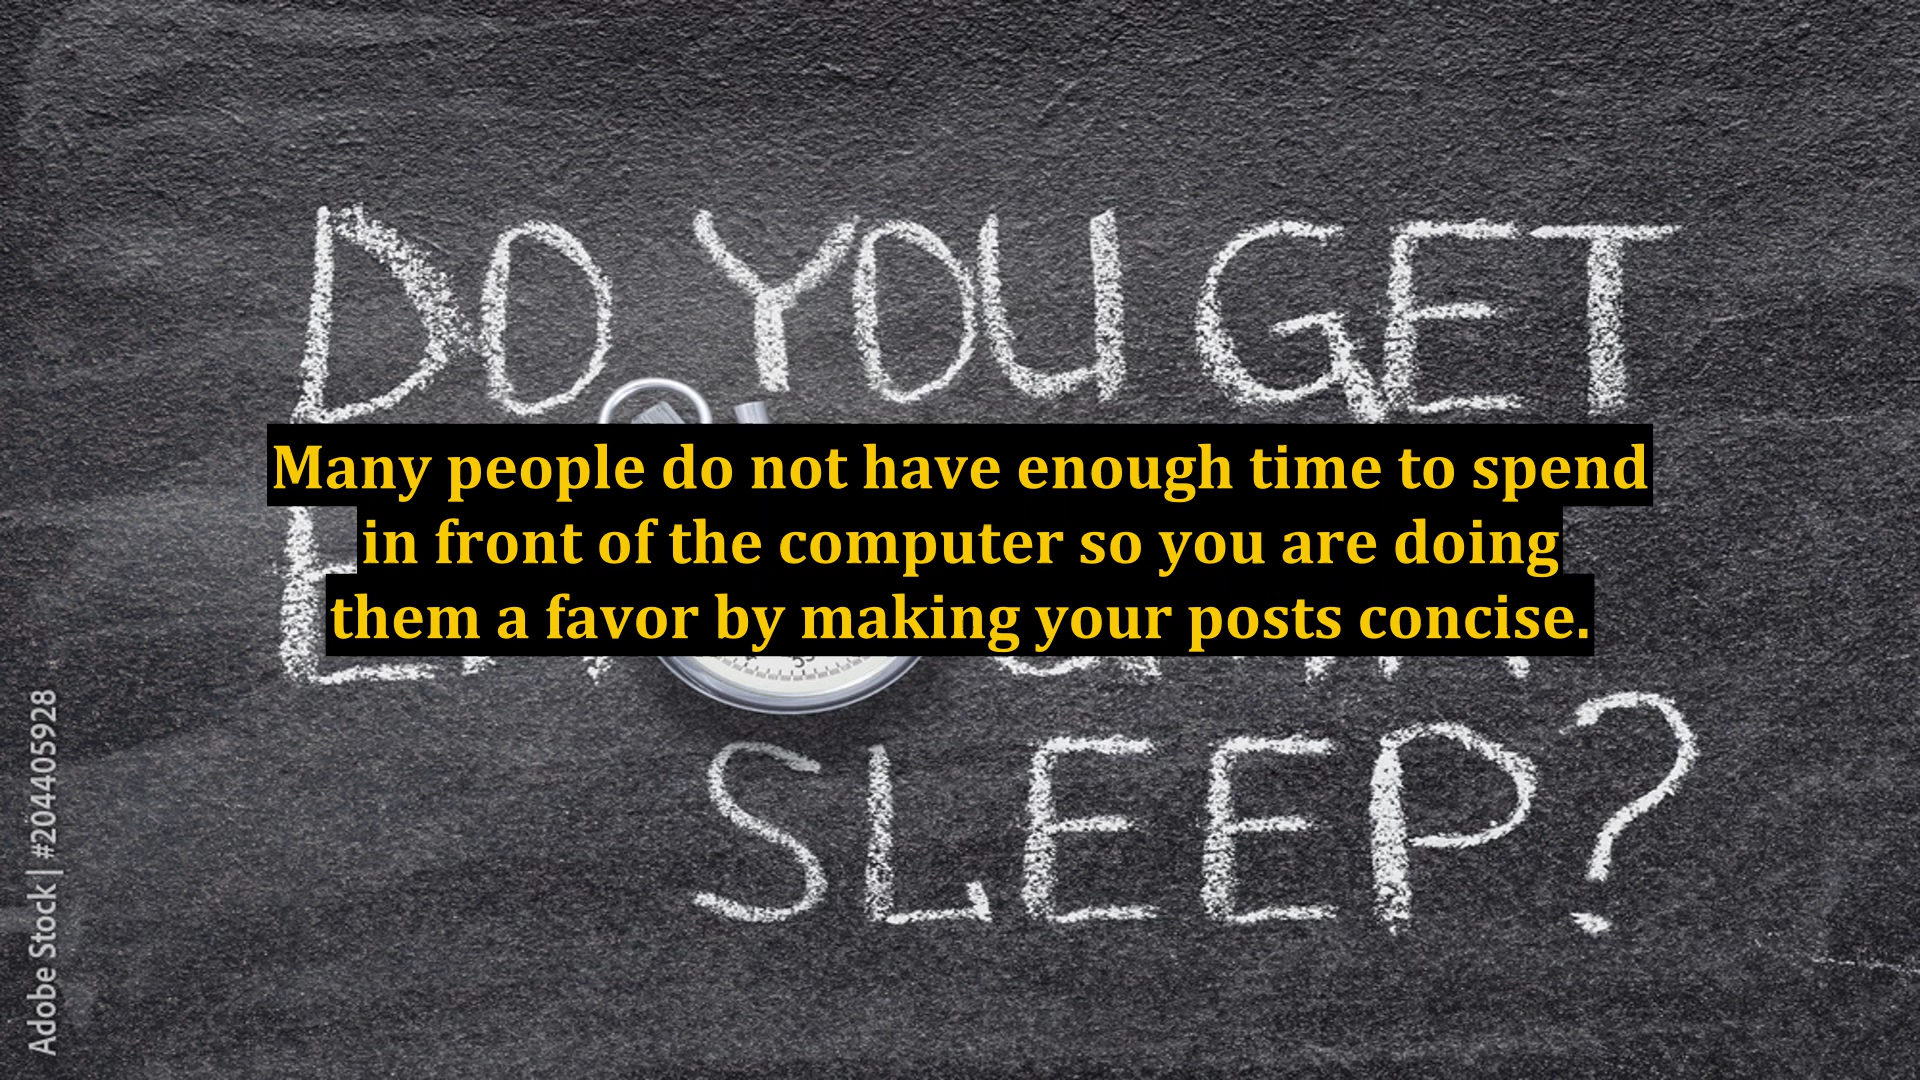 DO YOU GET
Many people do not have enough time to spend
in front of the computer so you are doing
them a favor by making your posts concise.
SLEEP?
Adobe Stock | #204405928